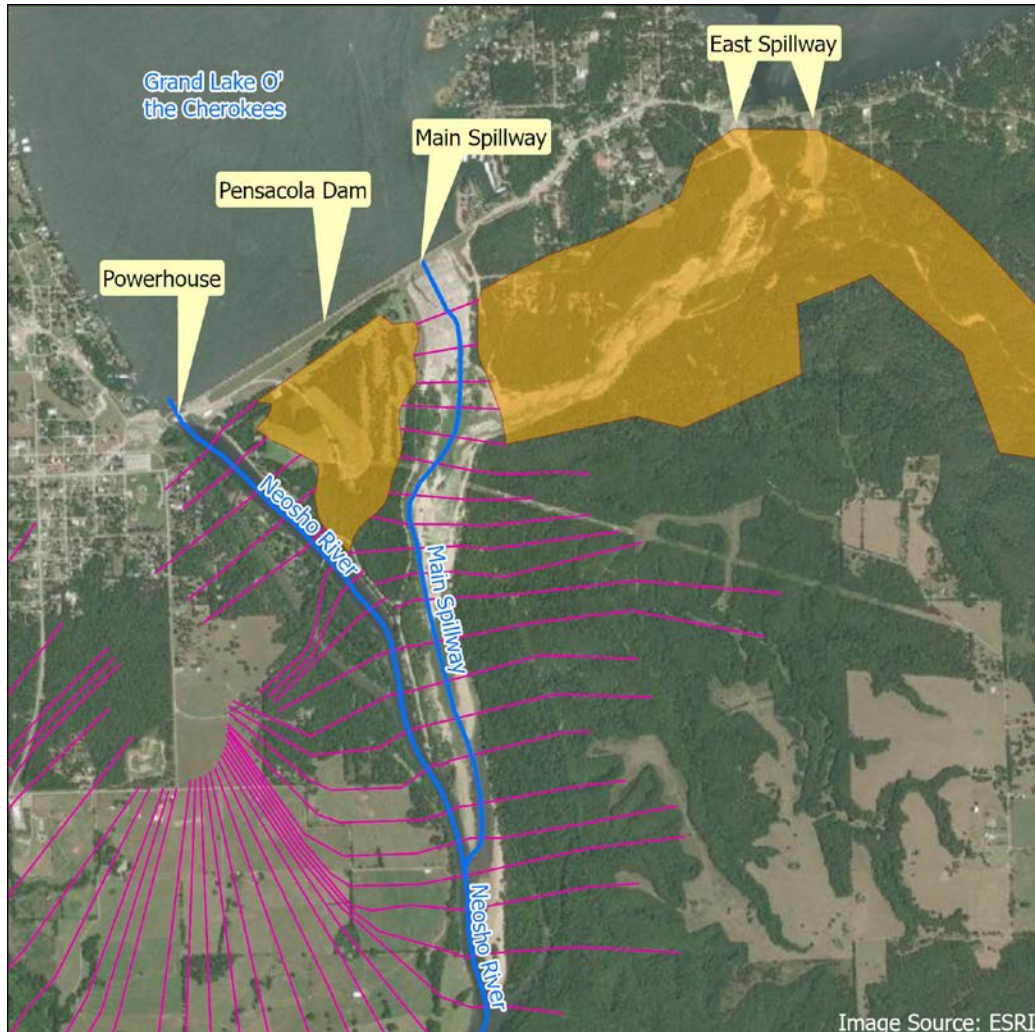 East Spillway
Grand Lake O'
the Cherokees
Main Spillway
Pensacola Dam
Powerhouse
Neosho River
Main Spillway
Neosho River
Image Source: ESRI